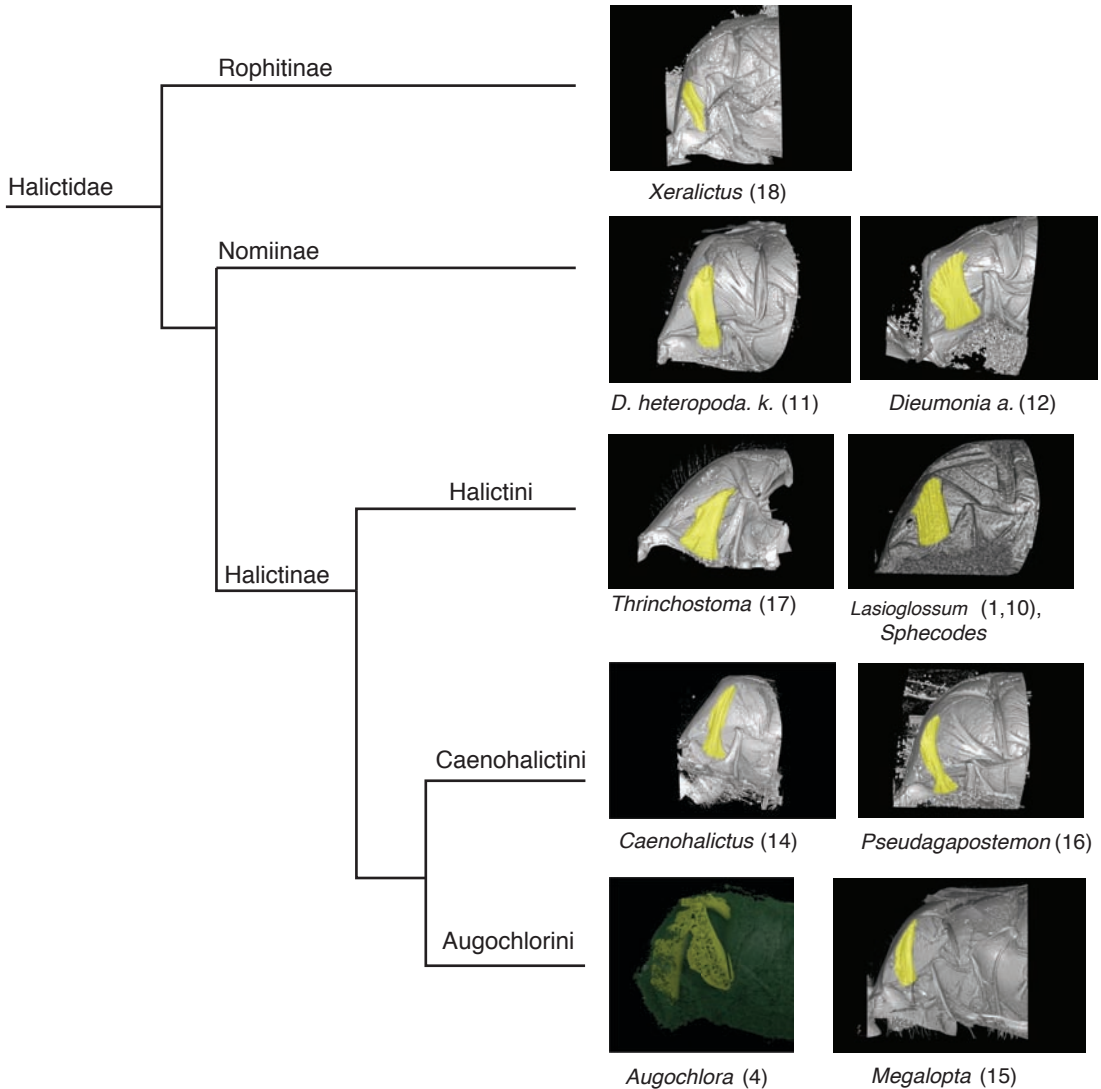 Rophitinae
Halictidae
Xeralictus (18)
Nomiinae
D. heteropoda. k. (11)
Dieumonia a. (12)
Halictini
Halictinae
Thrinchostoma (17)
Lasioglossum (1,10),
Sphecodes
Caenohalictini
Caenohalictus (14)
Pseudagapostemon (16)
Augochlorini
Augochlora (4)
Megalopta (15)